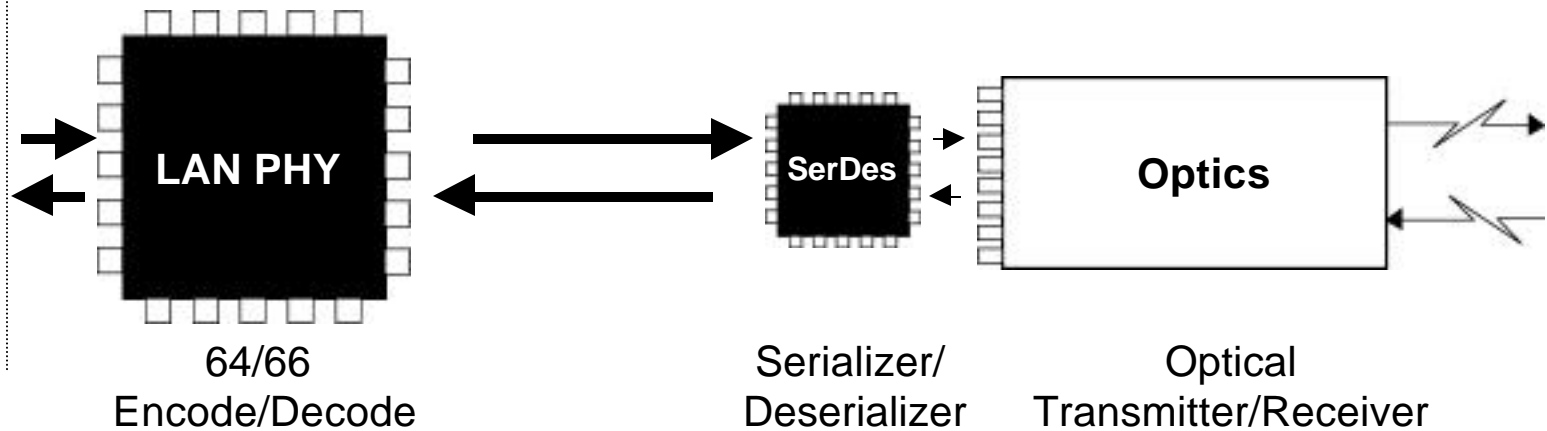 LAN PHY
SerDes
Optics
64/66
Encode/Decode
Serializer/
Deserializer
Optical
Transmitter/Receiver